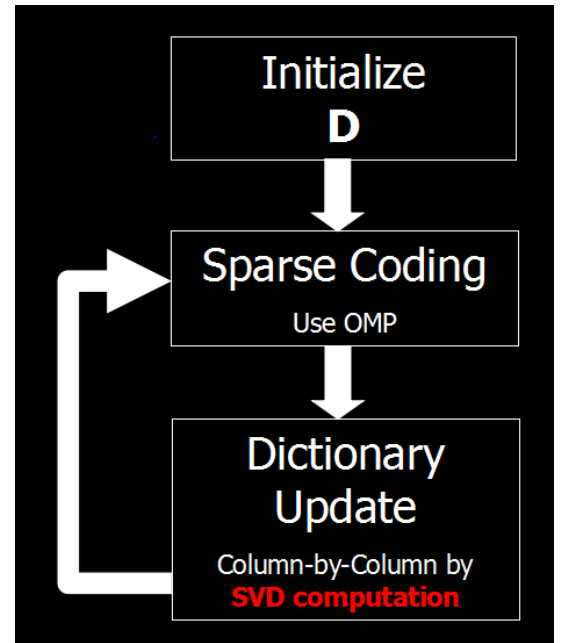 Initialize
D
Sparse Coding
Use OMP
Dictionary
Update
Column-by-Column by
SVD computation